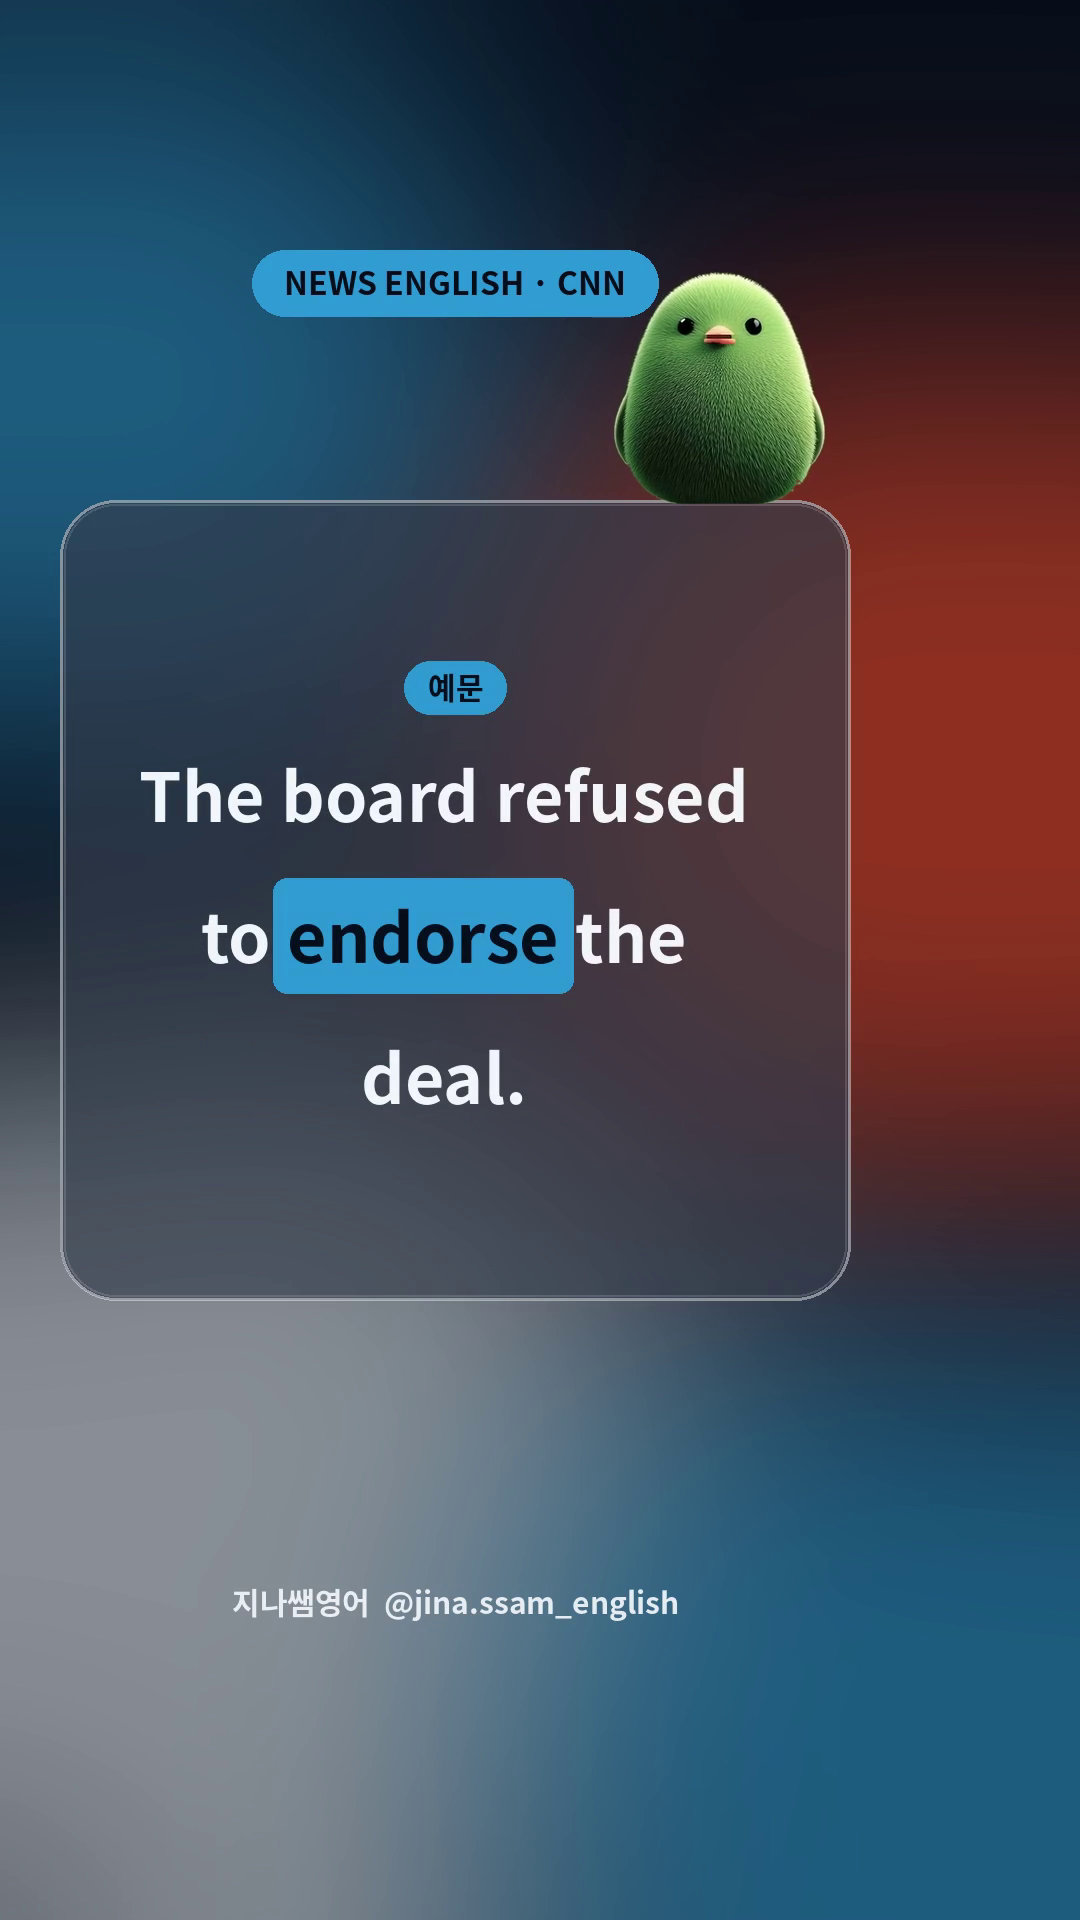 NEWS ENGLISH · CNN
예문
The board refused
to endorse the
deal.
지나쌤영어 @jina.ssam_english